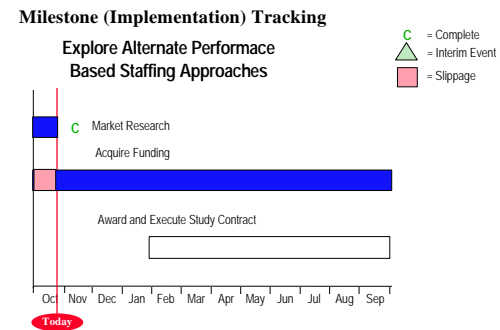 Milestone (Implementation) Tracking
Explore Alternate Performace
Based Staffing Approaches
C = Complete
= Interim Event
= Slippage
C Market Research
Acquire Funding
Award and Execute Study Contract
Oct Nov Dec Jan Feb Mar Apr May Jun Jul Aug Sep
Today